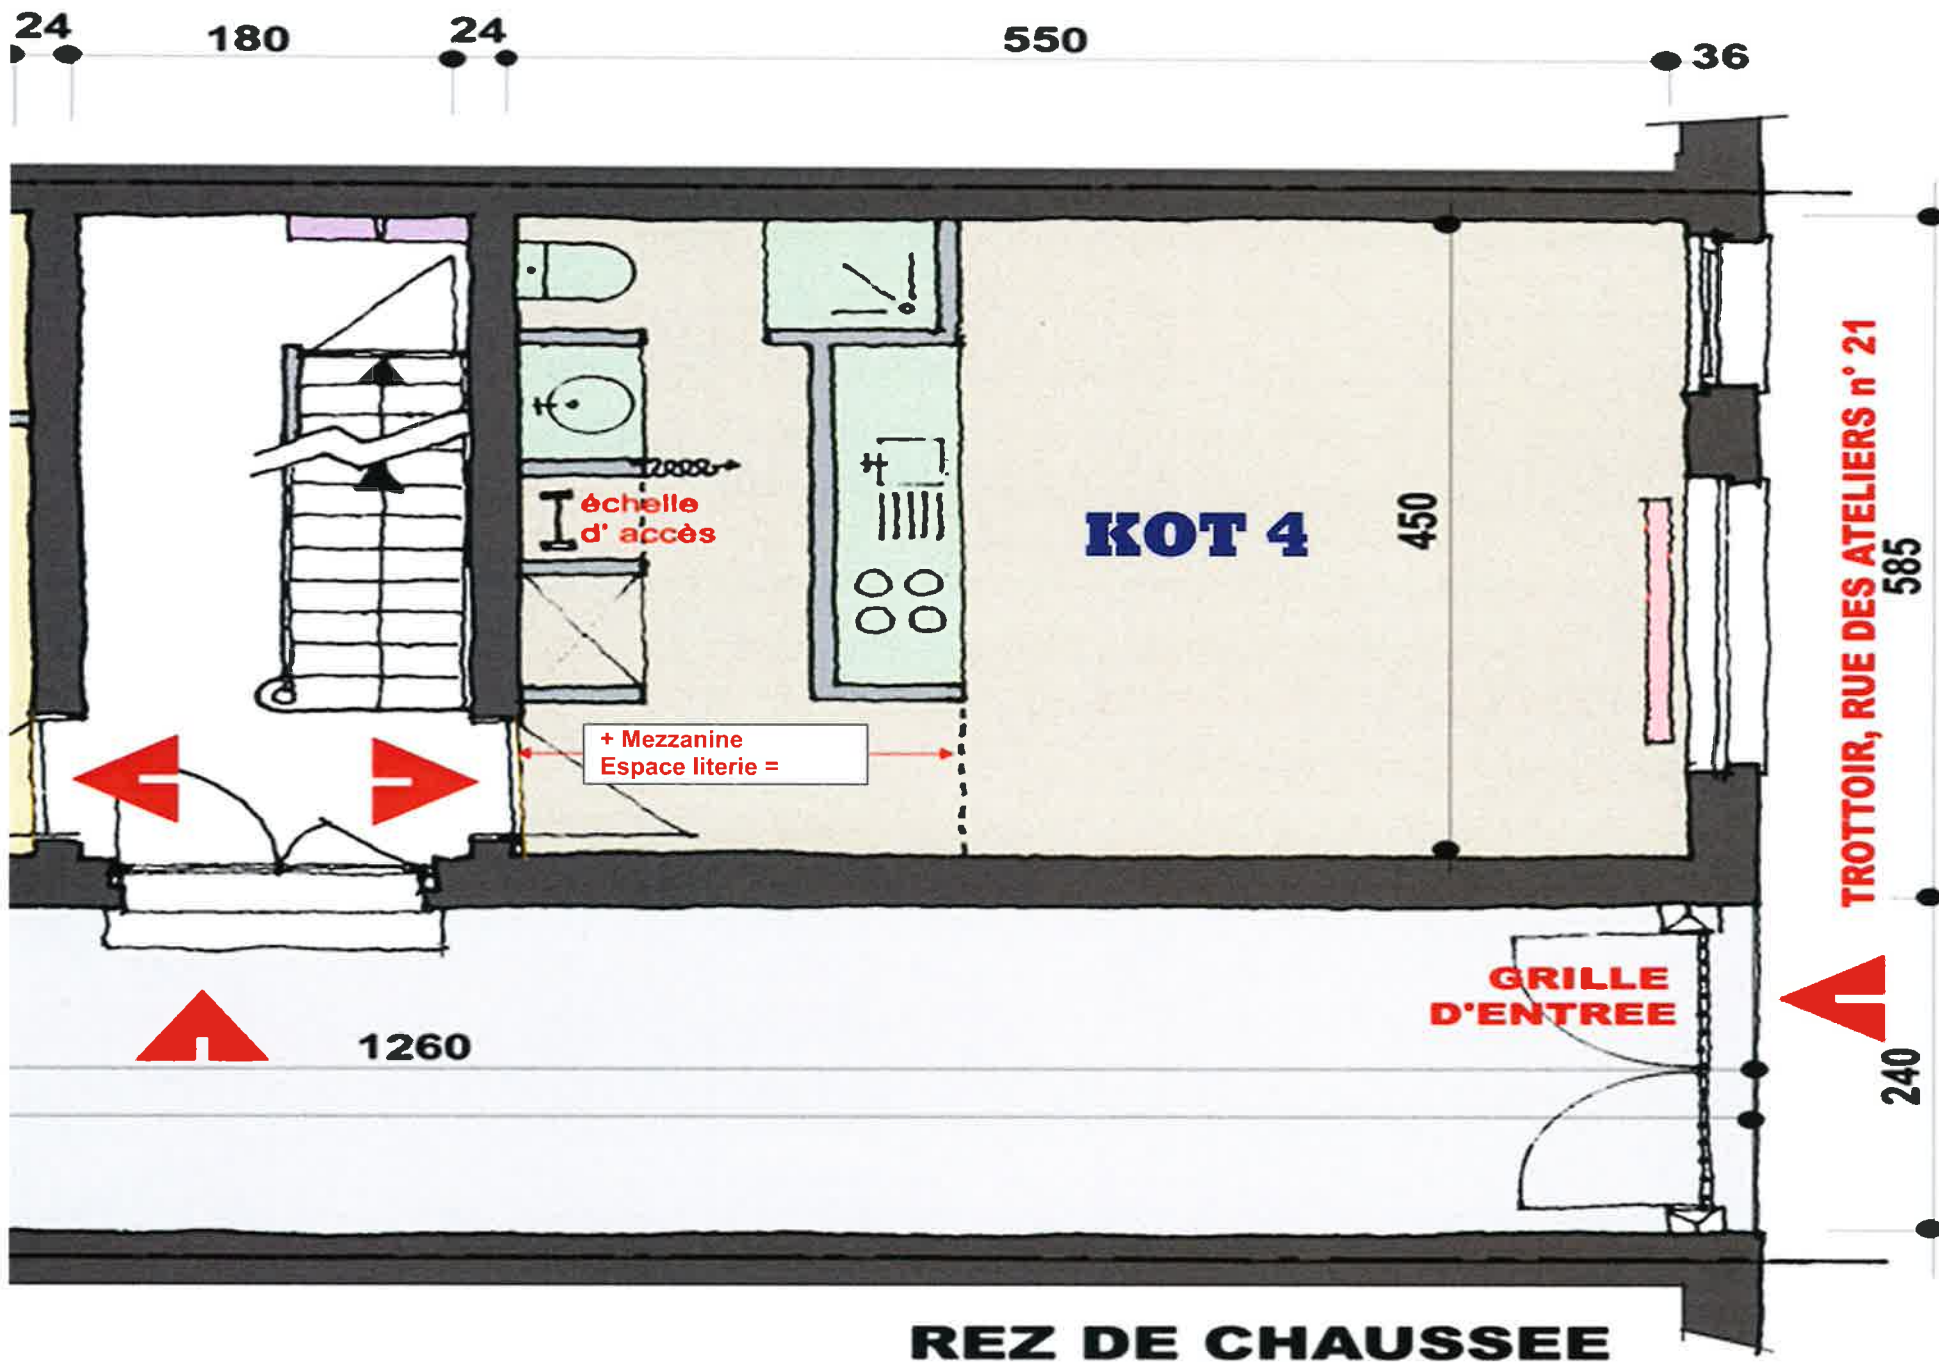 24
180
24
550
36
échelle
d' accès
KOT 4
450
+ Mezzanine
Espace literie =
TROTTOIR, RUE DES ATELIERS n° 21
585
GRILLE
D'ENTREE
1260
240
REZ DE CHAUSSEE